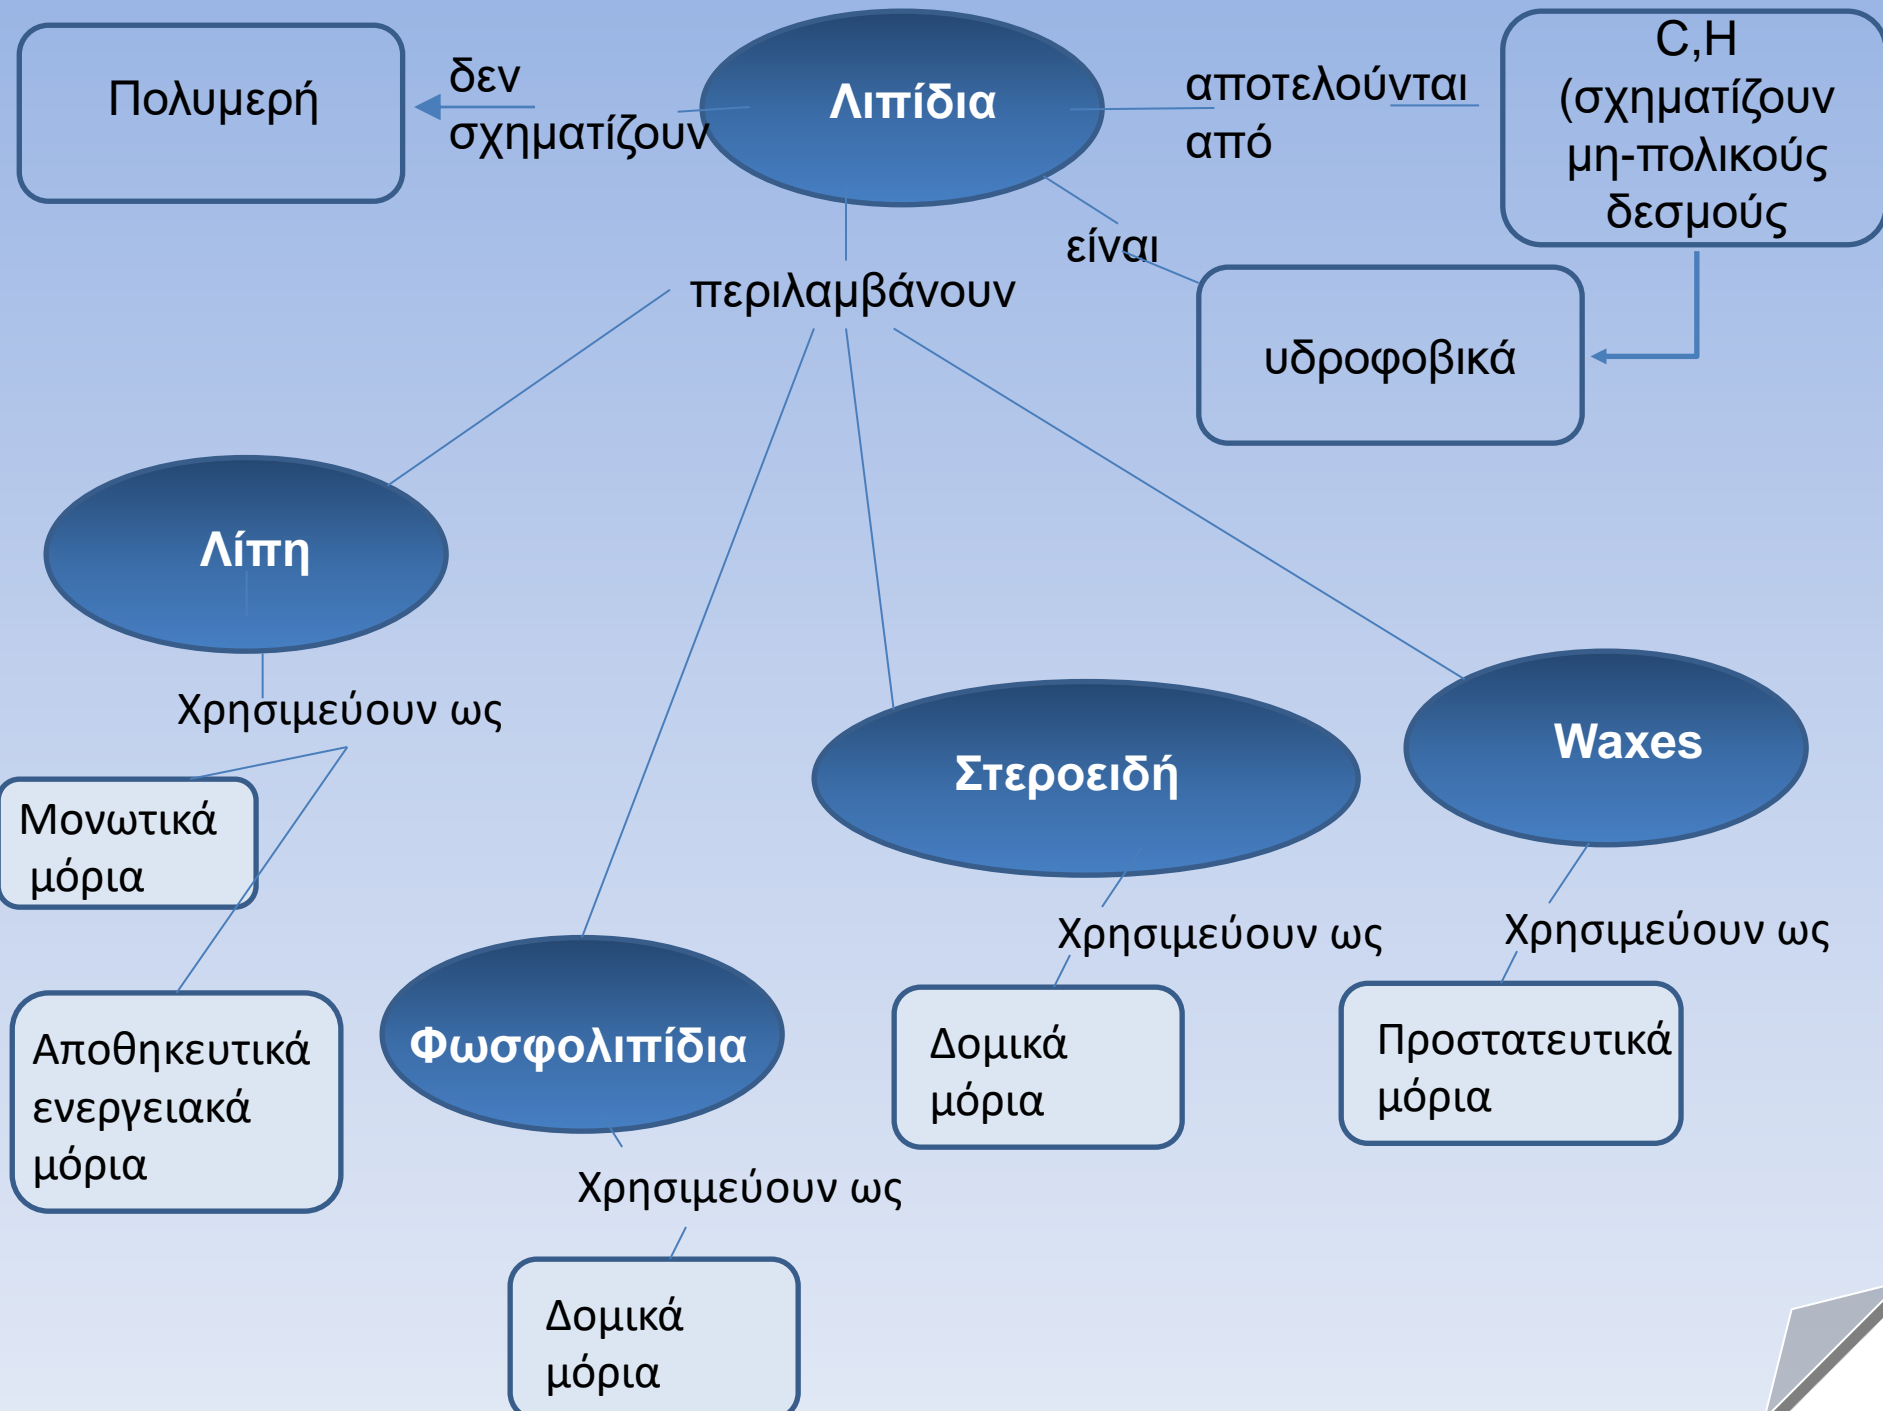 Πολυμερή
δεν
σχηματίζουν
Λιπίδια
αποτελούνται
από
C,H
(σχηματίζουν
μη-πολικούς
δεσμούς
είναι
υδροφοβικά
περιλαμβάνουν
Λίπη
Χρησιμεύουν ως
Μονωτικά
μόρια
Αποθηκευτικά
ενεργειακά
μόρια
Φωσφολιπίδια
Χρησιμεύουν ως
Δομικά
μόρια
Στεροειδή
Χρησιμεύουν ως
Δομικά
μόρια
Waxes
Χρησιμεύουν ως
Προστατευτικά
μόρια